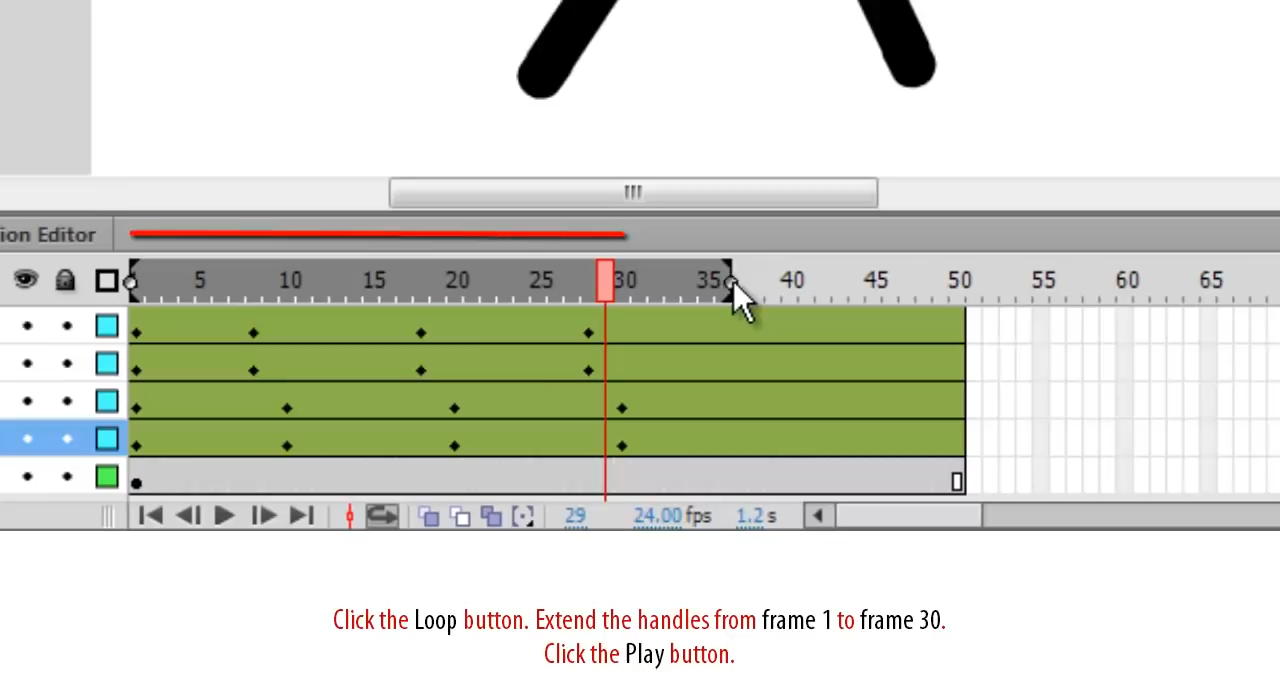 ion Editor
5 10 15 20 25 30 35 40 45 50 55 60 65
29 24.00 fps 1.2 s
Click the Loop button. Extend the handles from frame 1 to frame 30.
Click the Play button.